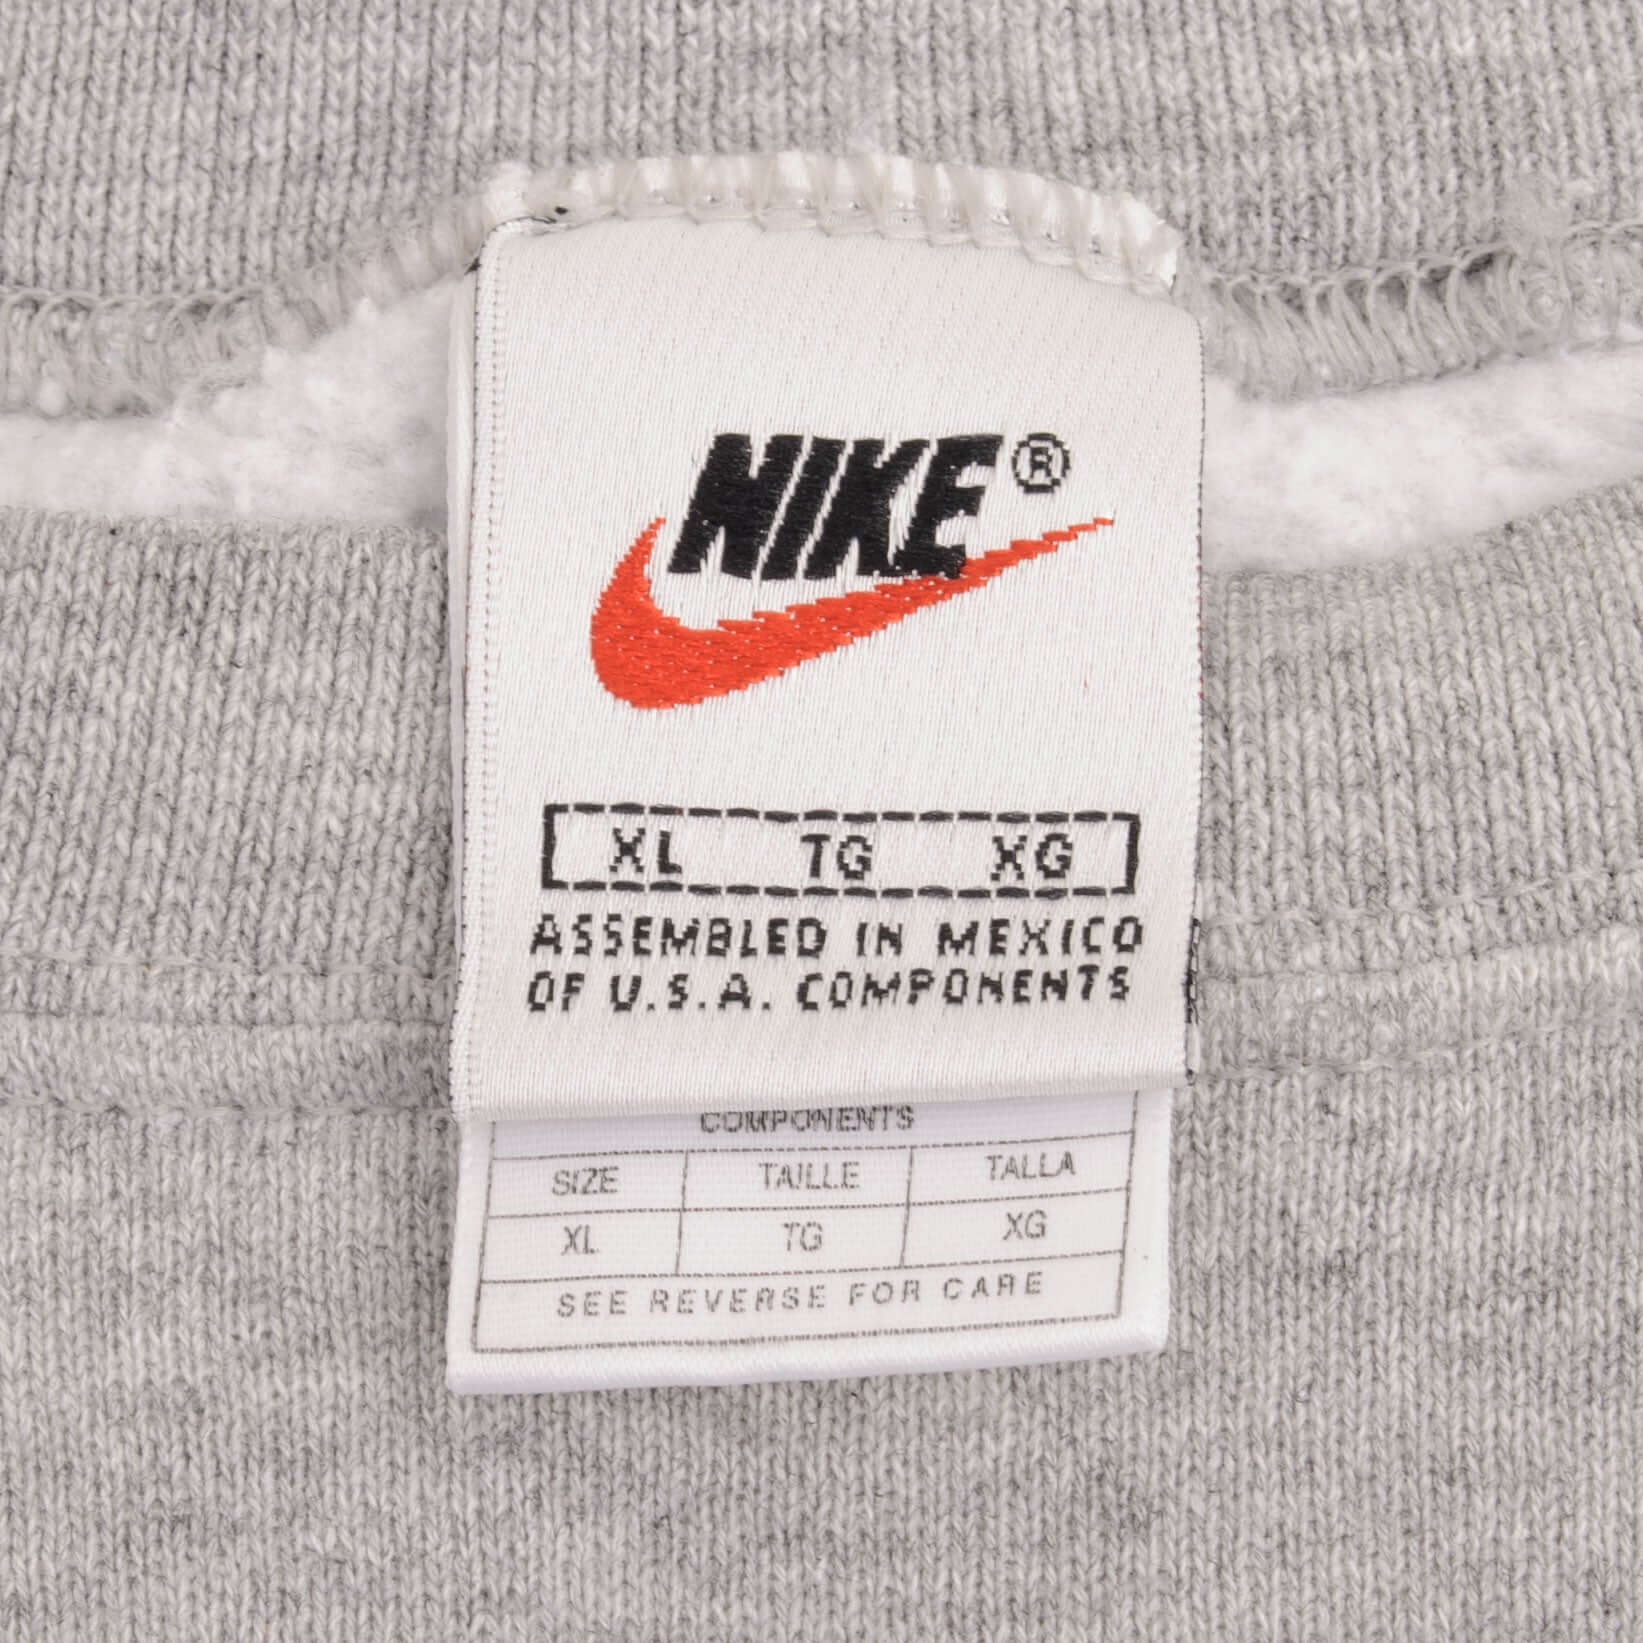 NIKE®
XL TG XG
ASSEMBLED IN MEXICO
OF U.S.A. COMPONENTS
COMPONENTS
SIZE TAILLE TALLA
XL TG XG
SEE REVERSE FOR CARE